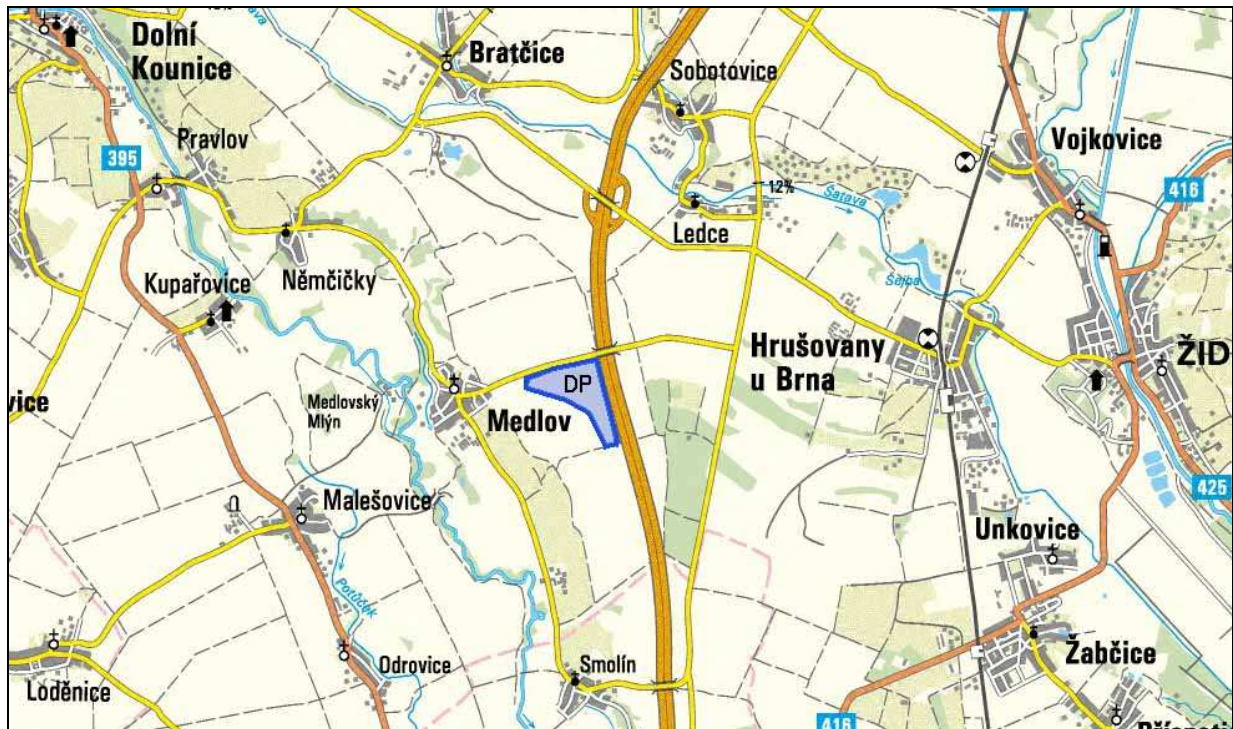 Dolní
Kounice
Bratčice
Sobotovice
Pravlov
395
Vojkovice
416
12%
Šatava
Ledce
Němčičky
Kupařovice
Šejba
Hrušovany
u Brna
ŽID
DP
vice
Medlovský
Mlýn
Medlov
Malešovice
425
Unkovice
Potůček
Smolín
Odrovice
Žabčice
Loděnice
416